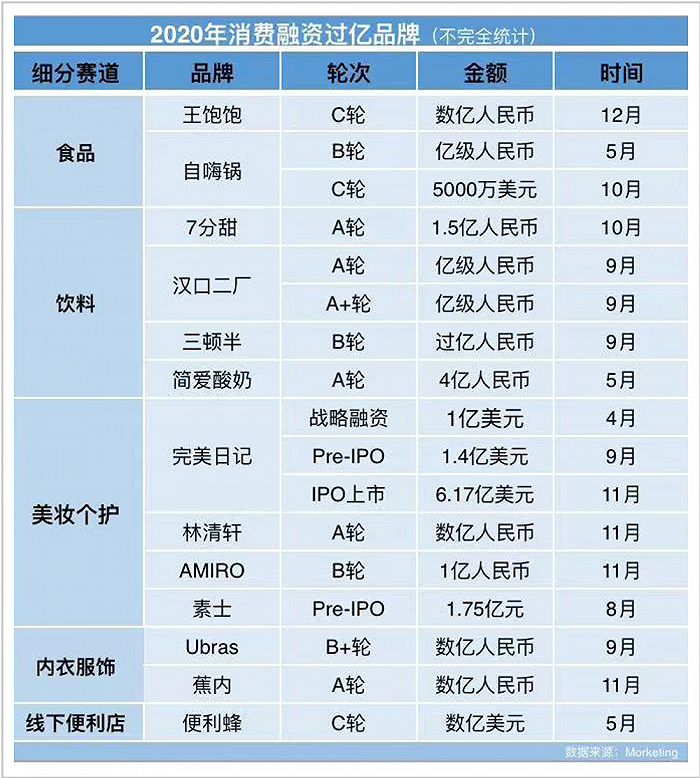 2020年消费融资过亿品牌（不完全统计）
细分赛道 品牌 轮次 金额 时间
食品 王饱饱 C轮 数亿人民币 12月
自嗨锅 B轮 亿级人民币 5月
C轮 5000万美元 10月
饮料 7分甜 A轮 1.5亿人民币 10月
汉口二厂 A轮 亿级人民币 9月
A+轮 亿级人民币 9月
三顿半 B轮 过亿人民币 9月
简爱酸奶 A轮 4亿人民币 5月
美妆个护 完美日记 战略融资 1亿美元 4月
Pre-IPO 1.4亿美元 9月
IPO上市 6.17亿美元 11月
林清轩 A轮 数亿人民币 11月
AMIRO B轮 1亿人民币 11月
素士 Pre-IPO 1.75亿元 8月
内衣服饰 Ubras B+轮 数亿人民币 9月
蕉内 A轮 数亿人民币 11月
线下便利店 便利蜂 C轮 数亿美元 5月
数据来源：Morketing